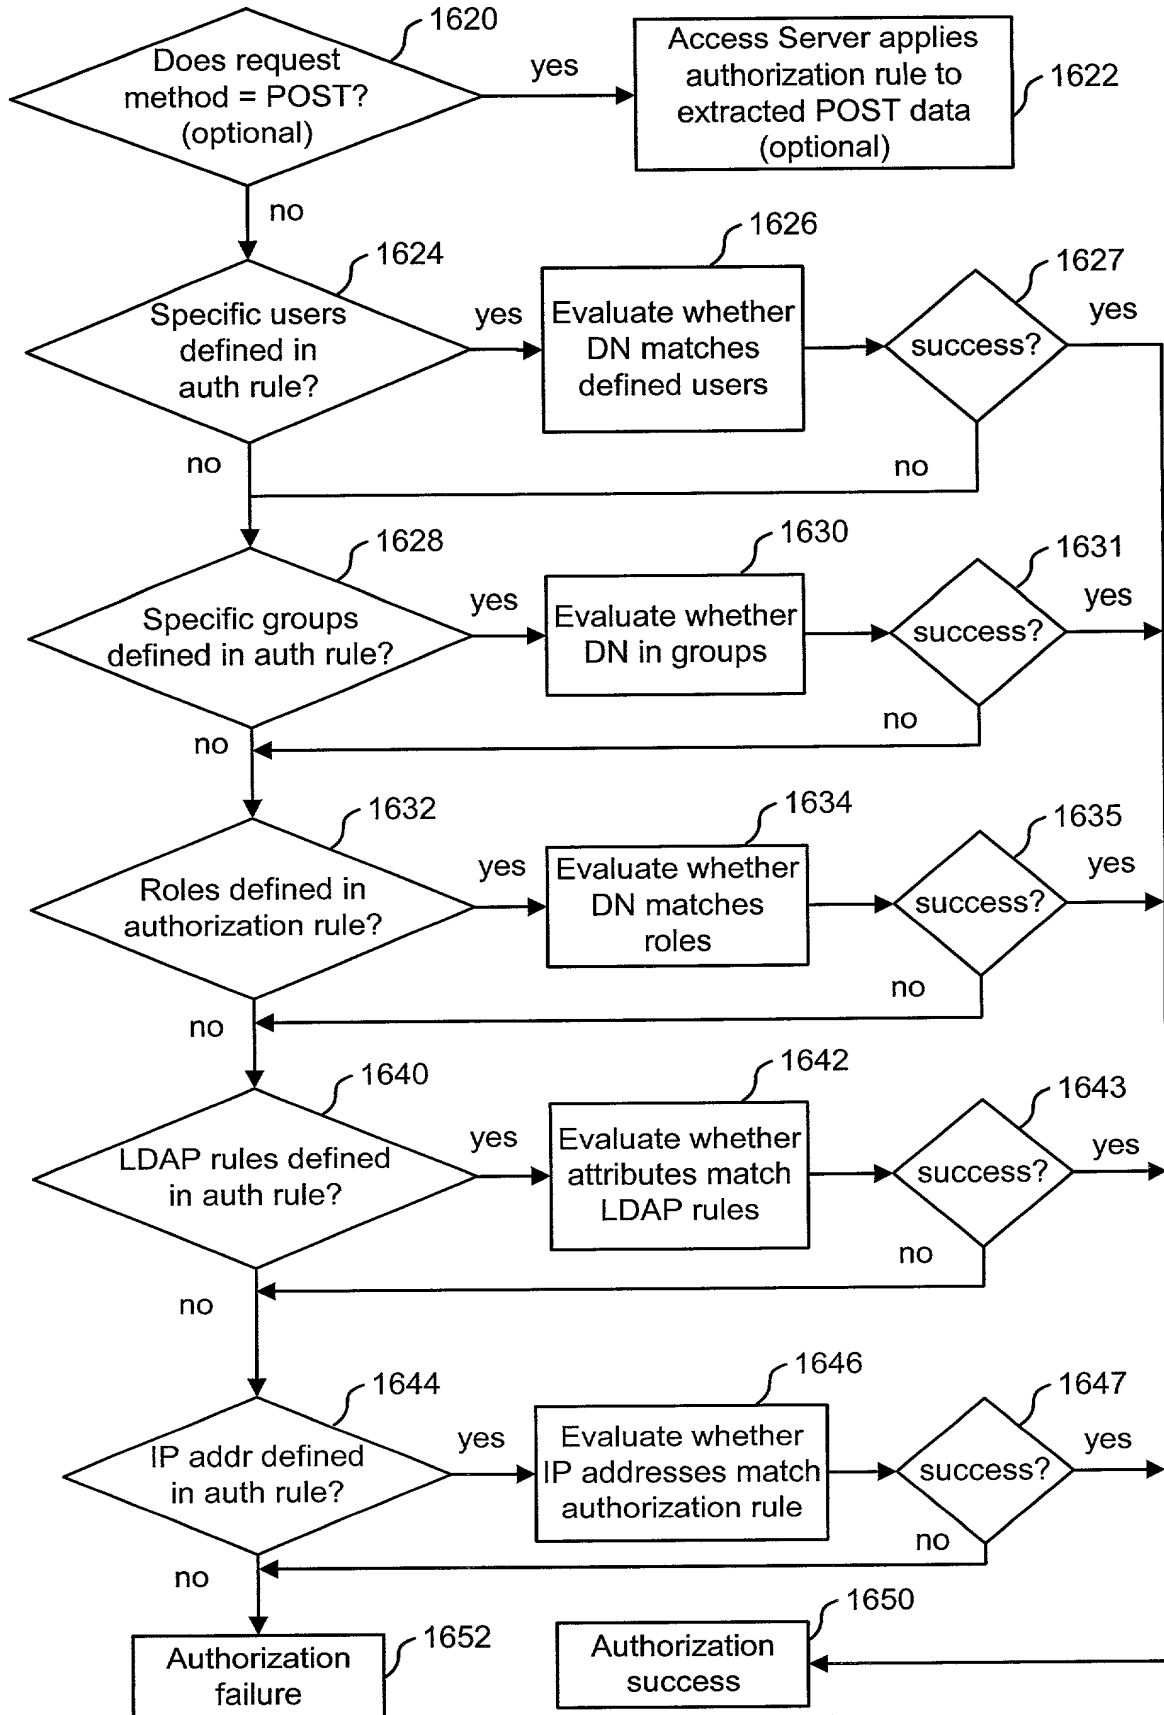 1620
Does request
method = POST?
(optional)
yes
Access Server applies
authorization rule to
extracted POST data
(optional)
1622
no
1624
Specific users
defined in
auth rule?
yes
1626
Evaluate whether
DN matches
defined users
1627
success?
yes
no
no
1628
Specific groups
defined in auth rule?
yes
1630
Evaluate whether
DN in groups
1631
success?
yes
no
no
1632
Roles defined in
authorization rule?
yes
1634
Evaluate whether
DN matches
roles
1635
success?
yes
no
no
1640
LDAP rules defined
in auth rule?
yes
1642
Evaluate whether
attributes match
LDAP rules
1643
success?
yes
no
no
1644
IP addr defined
in auth rule?
yes
1646
Evaluate whether
IP addresses match
authorization rule
1647
success?
yes
no
no
1652
Authorization
failure
1650
Authorization
success